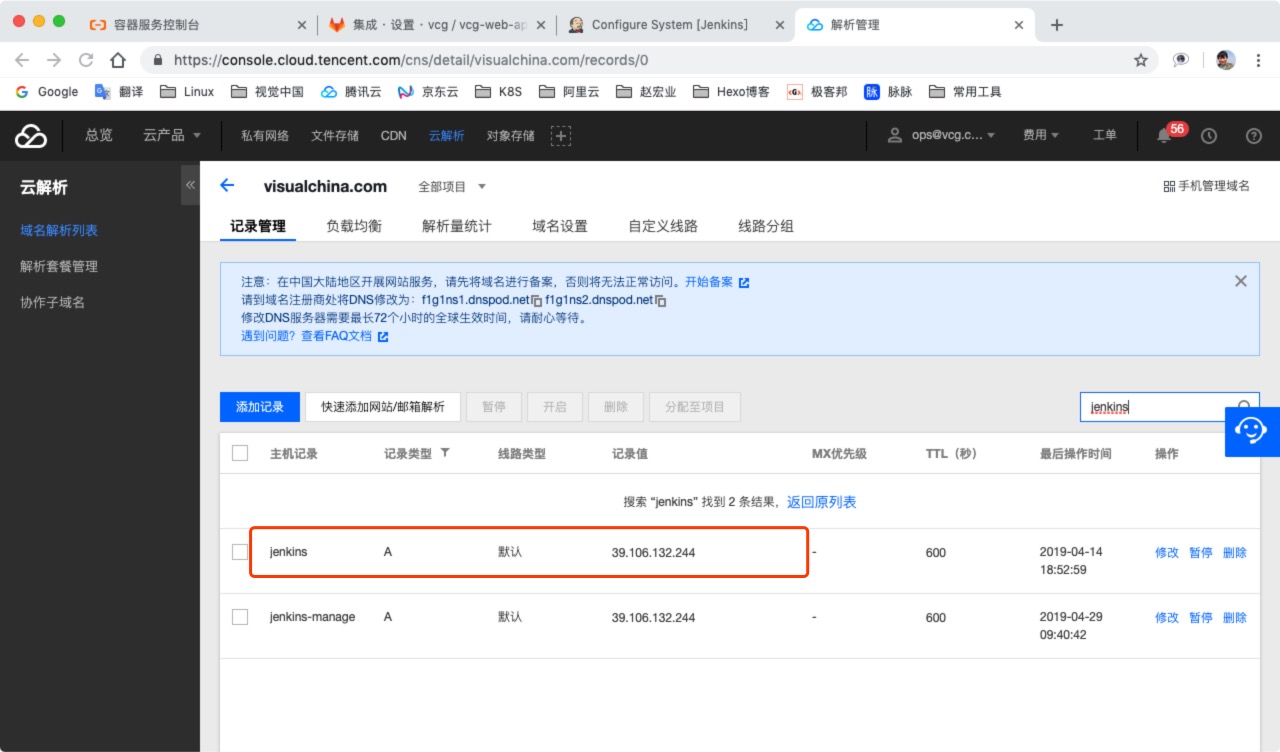 容器服务控制台
集成 · 设置 · vcg / vcg-web-ap
Configure System [Jenkins]
解析管理
https://console.cloud.tencent.com/cns/detail/visualchina.com/records/0
Google 翻译 Linux 视觉中国 腾讯云 京东云 K8S 阿里云 赵宏业 Hexo博客 极客邦 脉脉 常用工具
总览 云产品 私有网络 文件存储 CDN 云解析 对象存储 ops@vcg.c... 费用 工单 56
云解析
域名解析列表
解析套餐管理
协作子域名
visualchina.com 全部项目 手机管理域名
记录管理 负载均衡 解析量统计 域名设置 自定义线路 线路分组
注意：在中国大陆地区开展网站服务，请先将域名进行备案，否则将无法正常访问。开始备案
请到域名注册商处将DNS修改为：f1g1ns1.dnspod.net f1g1ns2.dnspod.net
修改DNS服务器需要最长72个小时的全球生效时间，请耐心等待。
遇到问题？查看FAQ文档
添加记录 快速添加网站/邮箱解析 暂停 开启 删除 分配至项目 jenkins
主机记录 记录类型 线路类型 记录值 MX优先级 TTL（秒） 最后操作时间 操作
搜索 “jenkins” 找到 2 条结果，返回原列表
jenkins A 默认 39.106.132.244 - 600 2019-04-14 修改 暂停 删除
18:52:59
jenkins-manage A 默认 39.106.132.244 - 600 2019-04-29 修改 暂停 删除
09:40:42